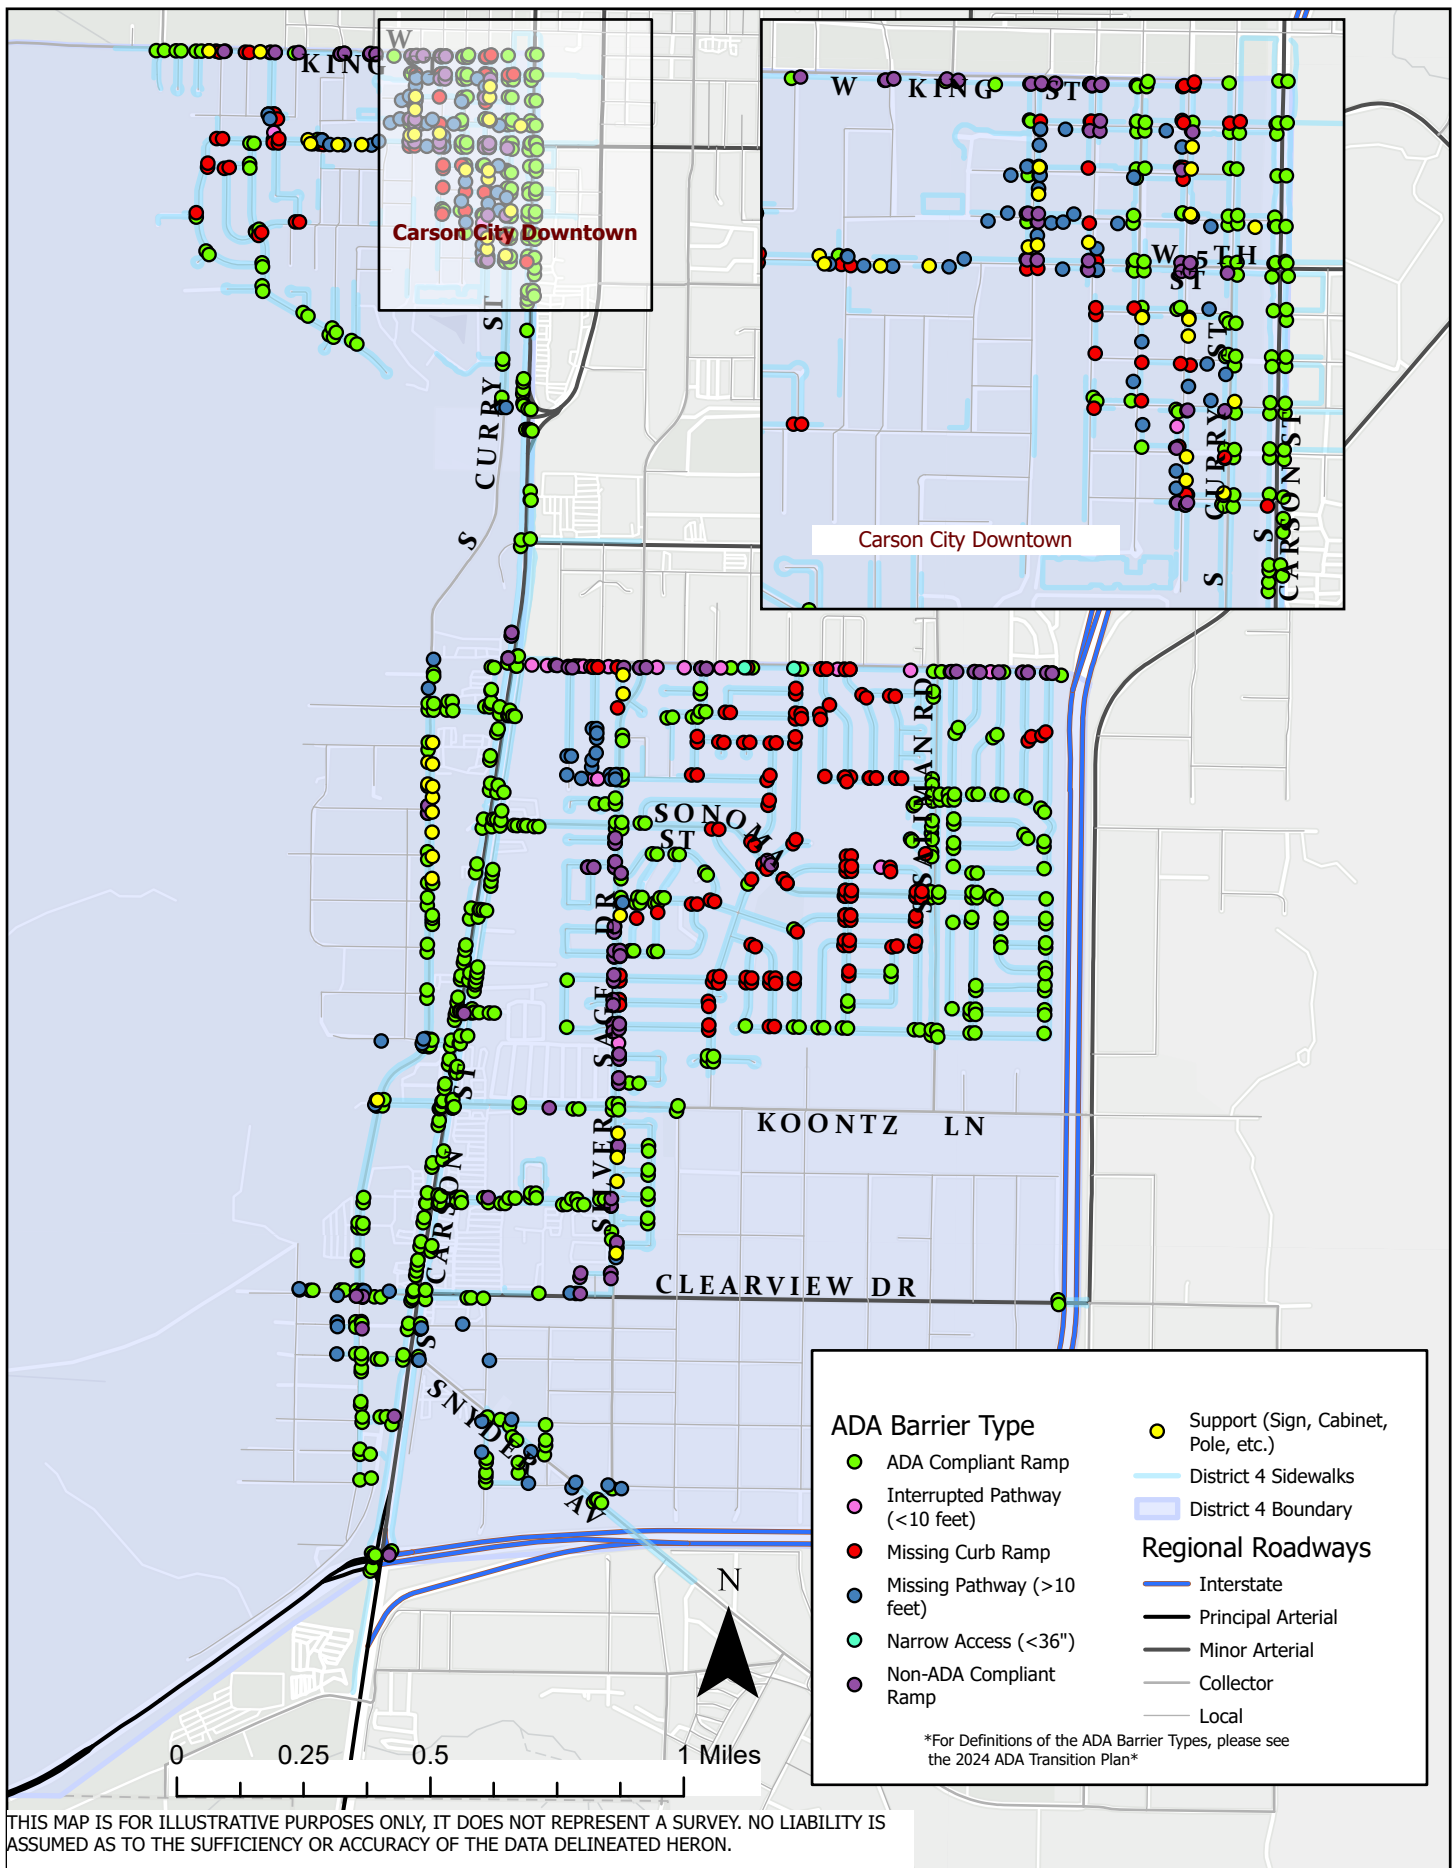 W
KING ST
Carson City Downtown
CURRY ST
S
W KING ST
W 5TH
ST
S CURRY ST
S CARSON ST
Carson City Downtown
SONOMA
ST
S SALIMAN RD
SILVER SAGE DR
S CARSON ST
KOONTZ LN
CLEARVIEW DR
SNYDER AV
ADA Barrier Type
ADA Compliant Ramp
Interrupted Pathway
(<10 feet)
Missing Curb Ramp
Missing Pathway (>10
feet)
Narrow Access (<36")
Non-ADA Compliant
Ramp
Support (Sign, Cabinet,
Pole, etc.)
District 4 Sidewalks
District 4 Boundary
Regional Roadways
Interstate
Principal Arterial
Minor Arterial
Collector
Local
*For Definitions of the ADA Barrier Types, please see
the 2024 ADA Transition Plan*
N
0 0.25 0.5 1 Miles
THIS MAP IS FOR ILLUSTRATIVE PURPOSES ONLY, IT DOES NOT REPRESENT A SURVEY. NO LIABILITY IS
ASSUMED AS TO THE SUFFICIENCY OR ACCURACY OF THE DATA DELINEATED HERON.